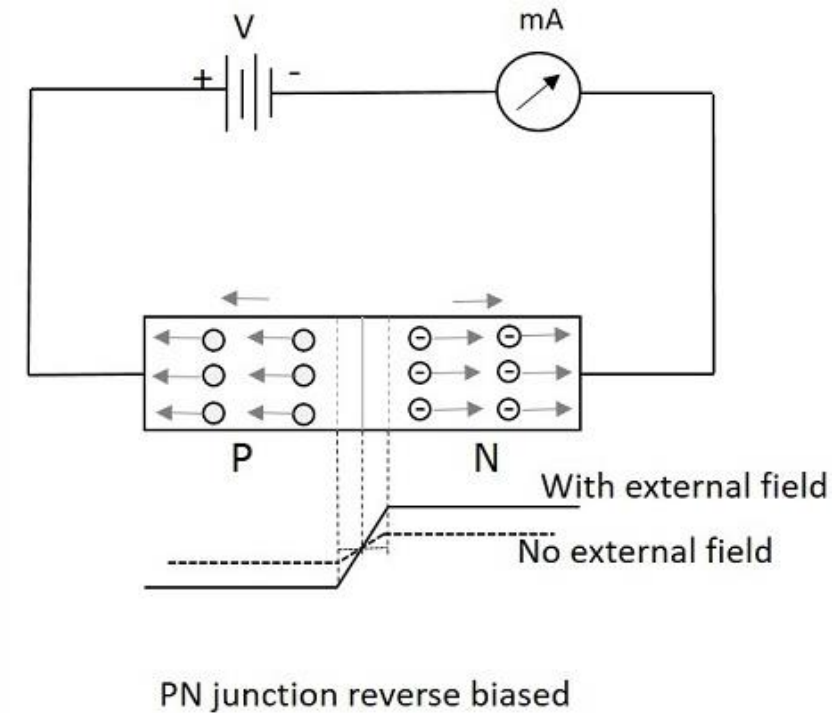 V
mA
+ -
P
N
With external field
No external field
PN junction reverse biased